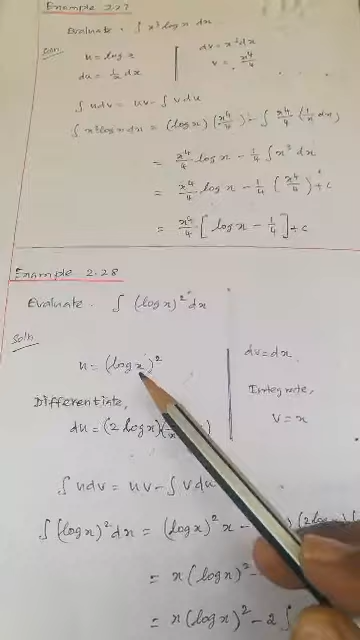 Example 2.27
Evaluate ∫ x³ log x dx
Soln
u = log x
du = 1/x dx
dv = x³dx
v = x⁴/4
∫ u dv = uv - ∫ v du
∫ x³ log x dx = (log x) (x⁴/4) - ∫ x⁴/4 (1/x dx)
= x⁴/4 log x - 1/4 ∫ x³ dx
= x⁴/4 log x - 1/4 (x⁴/4) + c
= x⁴/4 [log x - 1/4] + c
Example 2.28
Evaluate. ∫ (log x)² dx
Soln
u = (log x)²
Differentiate,
du = (2 log x)
dv = dx.
Integrate,
v = x
∫ u dv = uv - ∫ v du
∫ (log x)² dx = (log x)² x -
= x (log x)² -
= x (log x)² - 2 ∫